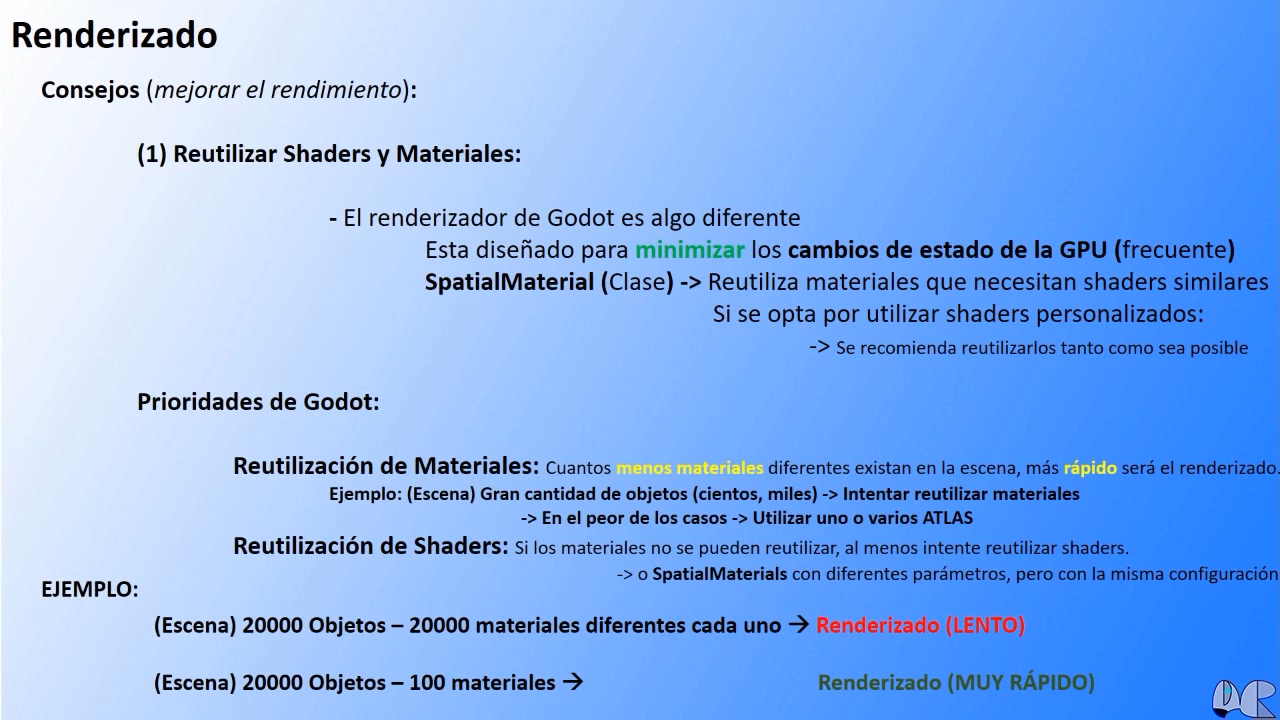 Renderizado
Consejos (mejorar el rendimiento):
(1) Reutilizar Shaders y Materiales:
- El renderizador de Godot es algo diferente
Esta diseñado para minimizar los cambios de estado de la GPU (frecuente)
SpatialMaterial (Clase) -> Reutiliza materiales que necesitan shaders similares
Si se opta por utilizar shaders personalizados:
-> Se recomienda reutilizarlos tanto como sea posible
Prioridades de Godot:
Reutilización de Materiales: Cuantos menos materiales diferentes existan en la escena, más rápido será el renderizado.
Ejemplo: (Escena) Gran cantidad de objetos (cientos, miles) -> Intentar reutilizar materiales
-> En el peor de los casos -> Utilizar uno o varios ATLAS
Reutilización de Shaders: Si los materiales no se pueden reutilizar, al menos intente reutilizar shaders.
-> o SpatialMaterials con diferentes parámetros, pero con la misma configuración
EJEMPLO:
(Escena) 20000 Objetos – 20000 materiales diferentes cada uno → Renderizado (LENTO)
(Escena) 20000 Objetos – 100 materiales → Renderizado (MUY RÁPIDO)